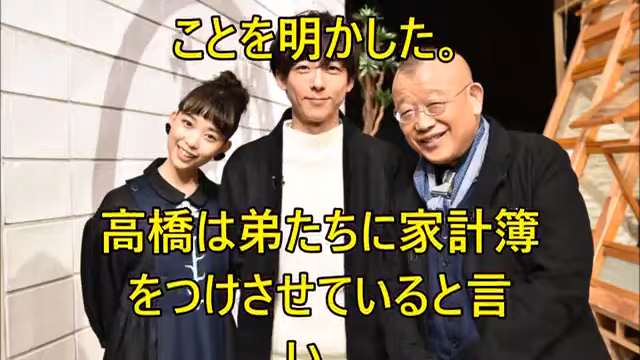 ことを明かした。
高橋は弟たちに家計簿
をつけさせていると言
い